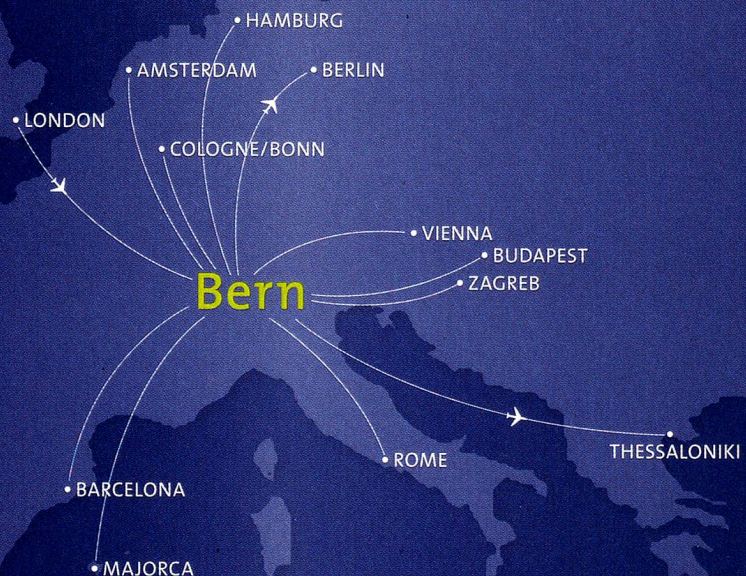 HAMBURG
AMSTERDAM
BERLIN
LONDON
COLOGNE/BONN
VIENNA
BUDAPEST
ZAGREB
Bern
THESSALONIKI
ROME
BARCELONA
MAJORCA